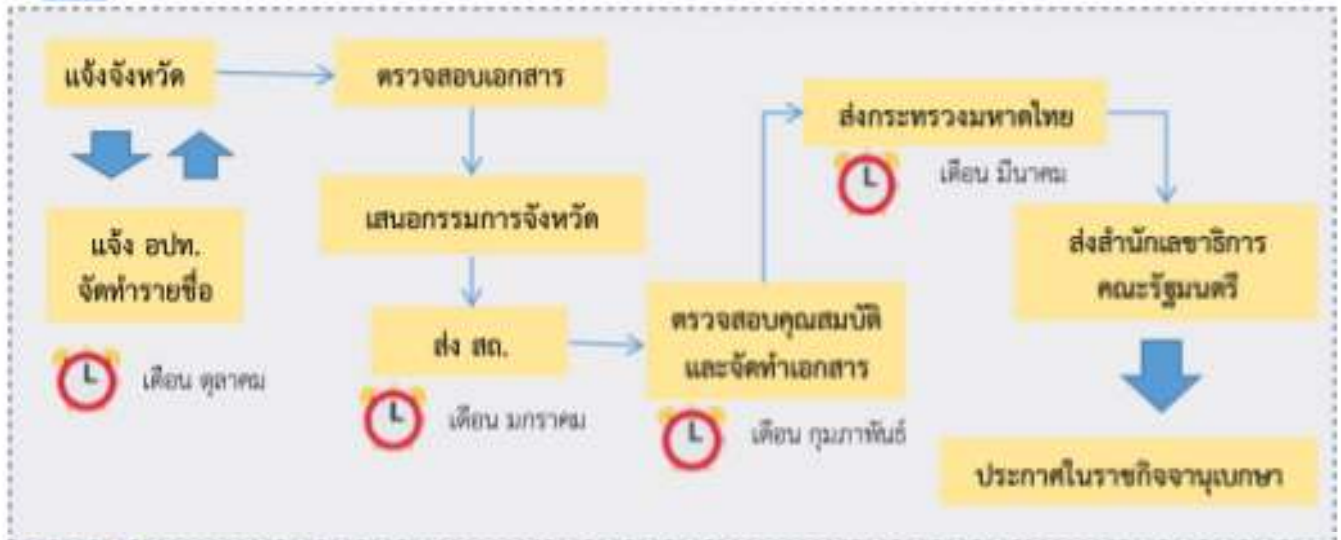 แจ้งจังหวัด
แจ้ง อปท.
จัดทำรายชื่อ
เดือน ตุลาคม
ตรวจสอบเอกสาร
เสนอกรรมการจังหวัด
ส่ง สถ.
เดือน มกราคม
ตรวจสอบคุณสมบัติ
และจัดทำเอกสาร
เดือน กุมภาพันธ์
ส่งกระทรวงมหาดไทย
เดือน มีนาคม
ส่งสำนักเลขาธิการ
คณะรัฐมนตรี
ประกาศในราชกิจจานุเบกษา